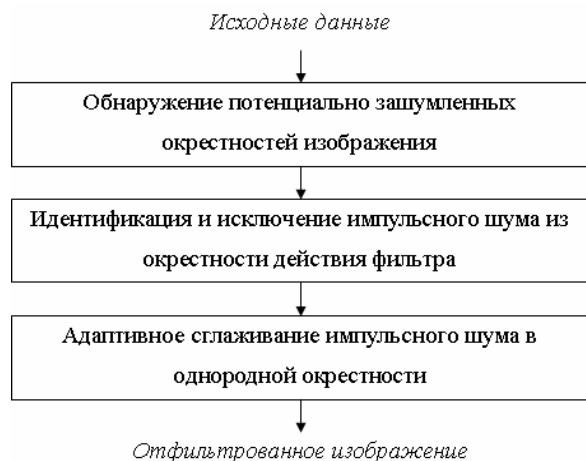 Исходные данные
Обнаружение потенциально зашумленных
окрестностей изображения
Идентификация и исключение импульсного шума из
окрестности действия фильтра
Адаптивное сглаживание импульсного шума в
однородной окрестности
Отфильтрованное изображение